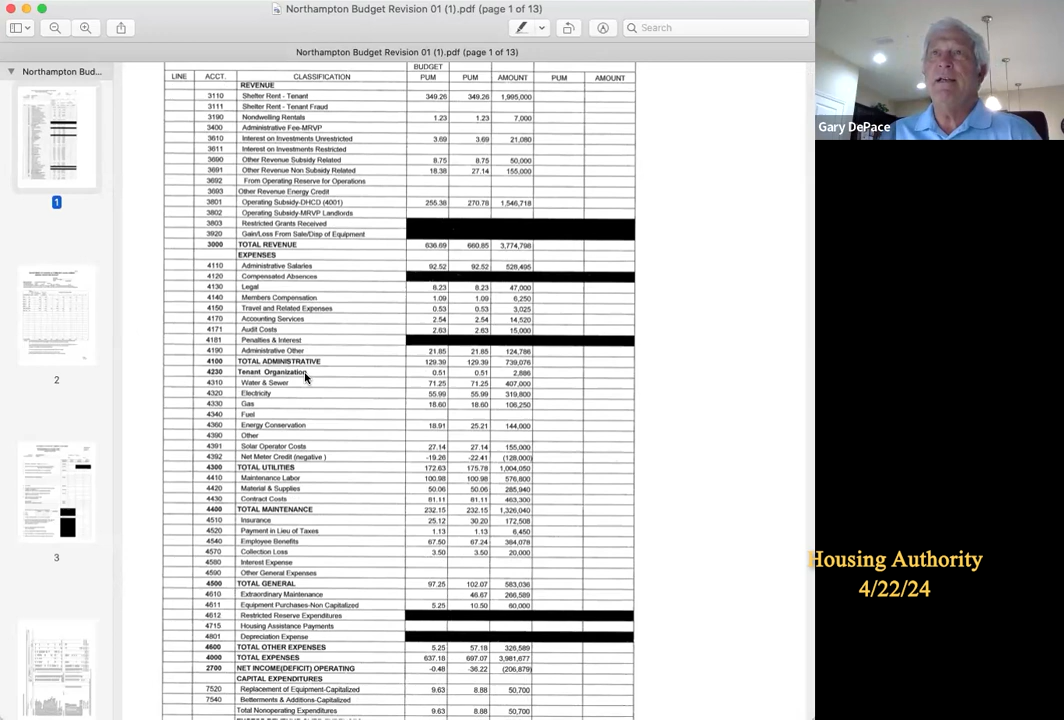 Northampton Budget Revision 01 (1).pdf (page 1 of 13)
Search
Northampton Budget Revision 01 (1).pdf (page 1 of 13)
Northampton Bud...
1
2
3
BUDGET
LINE ACCT. CLASSIFICATION PUM PUM AMOUNT PUM AMOUNT
REVENUE
3110 Shelter Rent - Tenant 349.26 349.26 1,995,000
3111 Shelter Rent - Tenant Fraud
3190 Nondwelling Rentals 1.23 1.23 7,000
3400 Administrative Fee-MRVP
3610 Interest on Investments Unrestricted 3.69 3.69 21,080
3611 Interest on Investments Restricted
3690 Other Revenue Subsidy Related 8.75 8.75 50,000
3691 Other Revenue Non Subsidy Related 18.38 27.14 155,000
3692 From Operating Reserve for Operations
3693 Other Revenue Energy Credit
3801 Operating Subsidy-DHCD (4001) 255.38 270.78 1,546,718
3802 Operating Subsidy-MRVP Landlords
3803 Restricted Grants Received
3920 Gain/Loss From Sale/Disp of Equipment
3000 TOTAL REVENUE 636.69 660.85 3,774,798
EXPENSES
4110 Administrative Salaries 92.52 92.52 528,495
4120 Compensated Absences
4130 Legal 8.23 8.23 47,000
4140 Members Compensation 1.09 1.09 6,250
4150 Travel and Related Expenses 0.53 0.53 3,025
4170 Accounting Services 2.54 2.54 14,520
4171 Audit Costs 2.63 2.63 15,000
4181 Penalties & Interest
4190 Administrative Other 21.85 21.85 124,786
4100 TOTAL ADMINISTRATIVE 129.39 129.39 739,076
4230 Tenant Organization 0.51 0.51 2,886
4310 Water & Sewer 71.25 71.25 407,000
4320 Electricity 55.99 55.99 319,800
4330 Gas 18.60 18.60 106,250
4340 Fuel
4360 Energy Conservation 18.91 25.21 144,000
4390 Other
4391 Solar Operator Costs 27.14 27.14 155,000
4392 Net Meter Credit (negative ) -19.26 -22.41 (128,000)
4300 TOTAL UTILITIES 172.63 175.78 1,004,050
4410 Maintenance Labor 100.98 100.98 576,800
4420 Material & Supplies 50.06 50.06 285,940
4430 Contract Costs 81.11 81.11 463,300
4400 TOTAL MAINTENANCE 232.15 232.15 1,326,040
4510 Insurance 25.12 30.20 172,508
4520 Payment in Lieu of Taxes 1.13 1.13 6,450
4540 Employee Benefits 67.50 67.24 384,078
4570 Collection Loss 3.50 3.50 20,000
4580 Interest Expense
4590 Other General Expenses
4500 TOTAL GENERAL 97.25 102.07 583,036
4610 Extraordinary Maintenance 46.67 266,589
4611 Equipment Purchases-Non Capitalized 5.25 10.50 60,000
4612 Restricted Reserve Expenditures
4715 Housing Assistance Payments
4801 Depreciation Expense
4600 TOTAL OTHER EXPENSES 5.25 57.18 326,589
4000 TOTAL EXPENSES 637.18 697.07 3,981,677
2700 NET INCOME(DEFICIT) OPERATING -0.48 -36.22 (206,879)
CAPITAL EXPENDITURES
7520 Replacement of Equipment-Capitalized 9.63 8.88 50,700
7540 Betterments & Additions-Capitalized
Total Nonoperating Expenditures 9.63 8.88 50,700
Gary DePace
Housing Authority
4/22/24